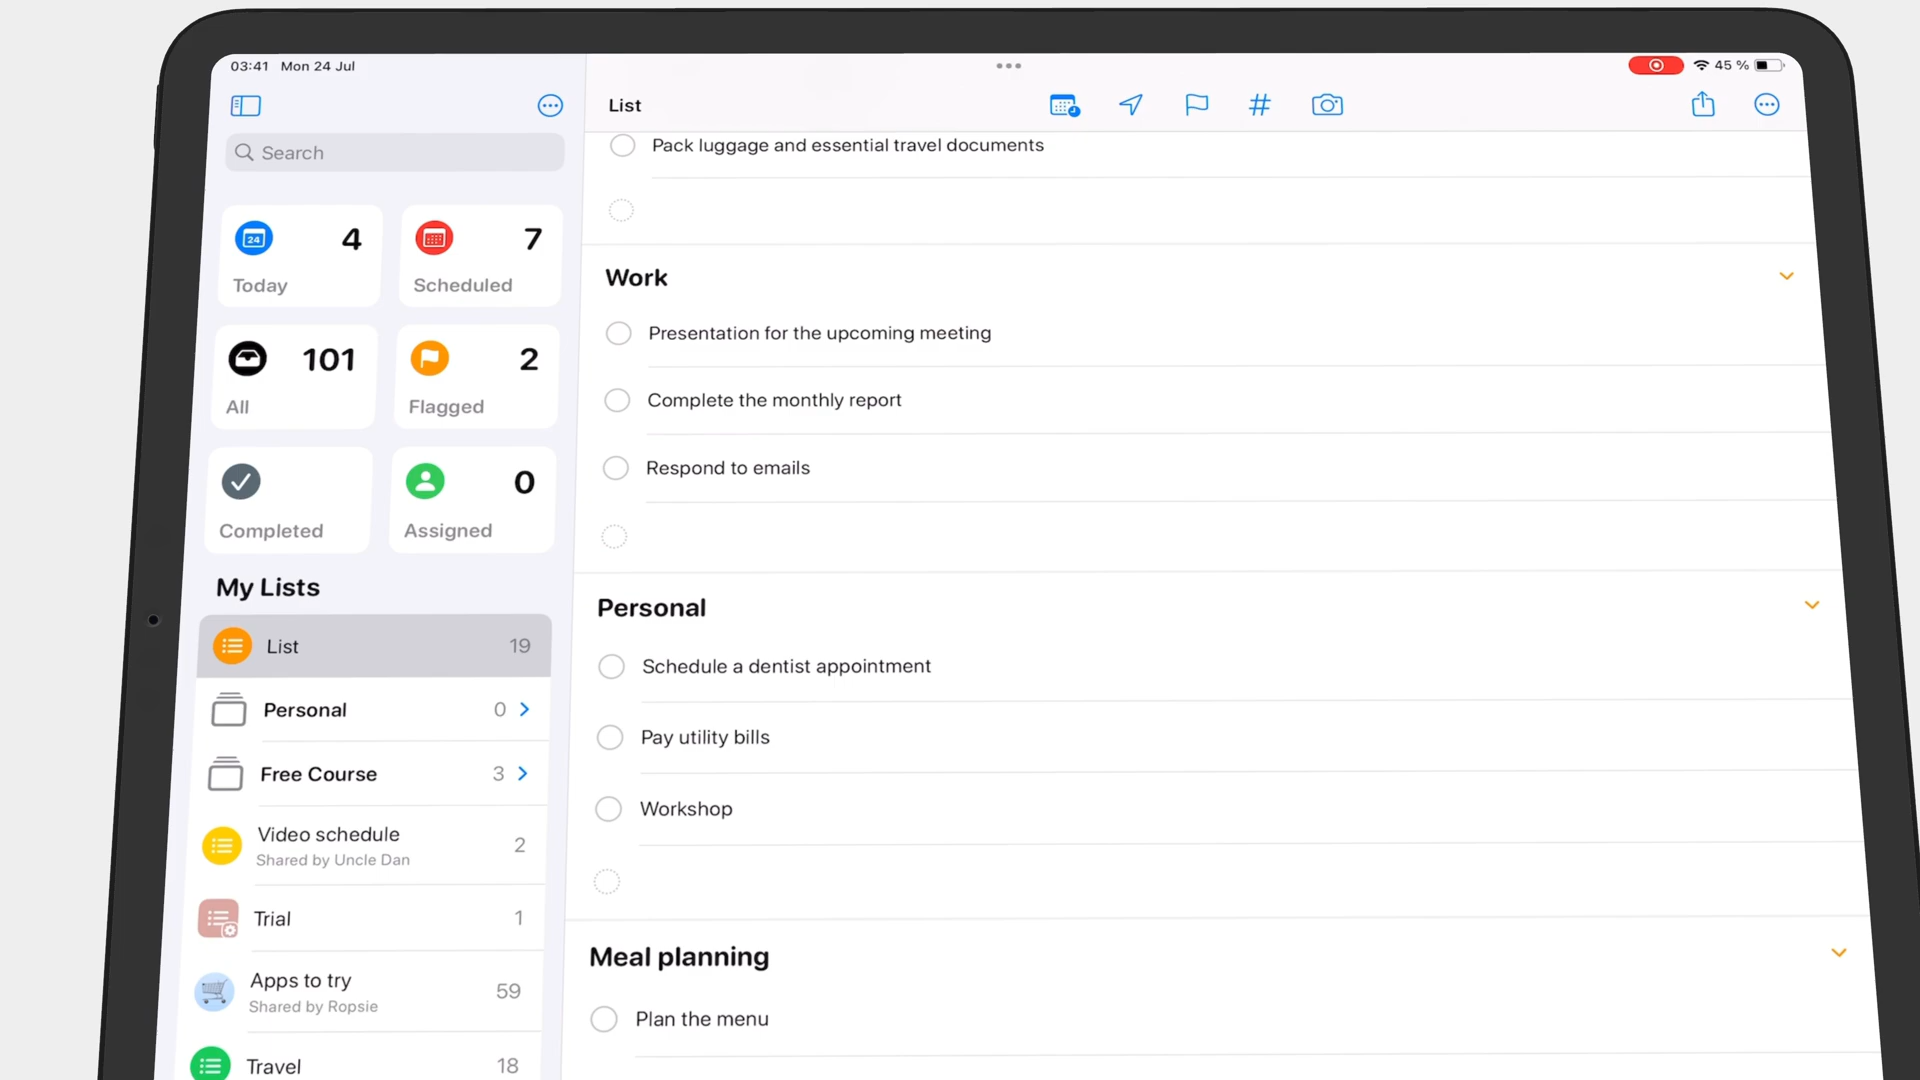 03:41 Mon 24 Jul
45 %
List
Search
24
4
Today
7
Scheduled
101
All
2
Flagged
Completed
0
Assigned
My Lists
List 19
Personal 0
Free Course 3
Video schedule
Shared by Uncle Dan
2
Trial 1
Apps to try
Shared by Ropsie
59
Travel 18
Pack luggage and essential travel documents
Work
Presentation for the upcoming meeting
Complete the monthly report
Respond to emails
Personal
Schedule a dentist appointment
Pay utility bills
Workshop
Meal planning
Plan the menu